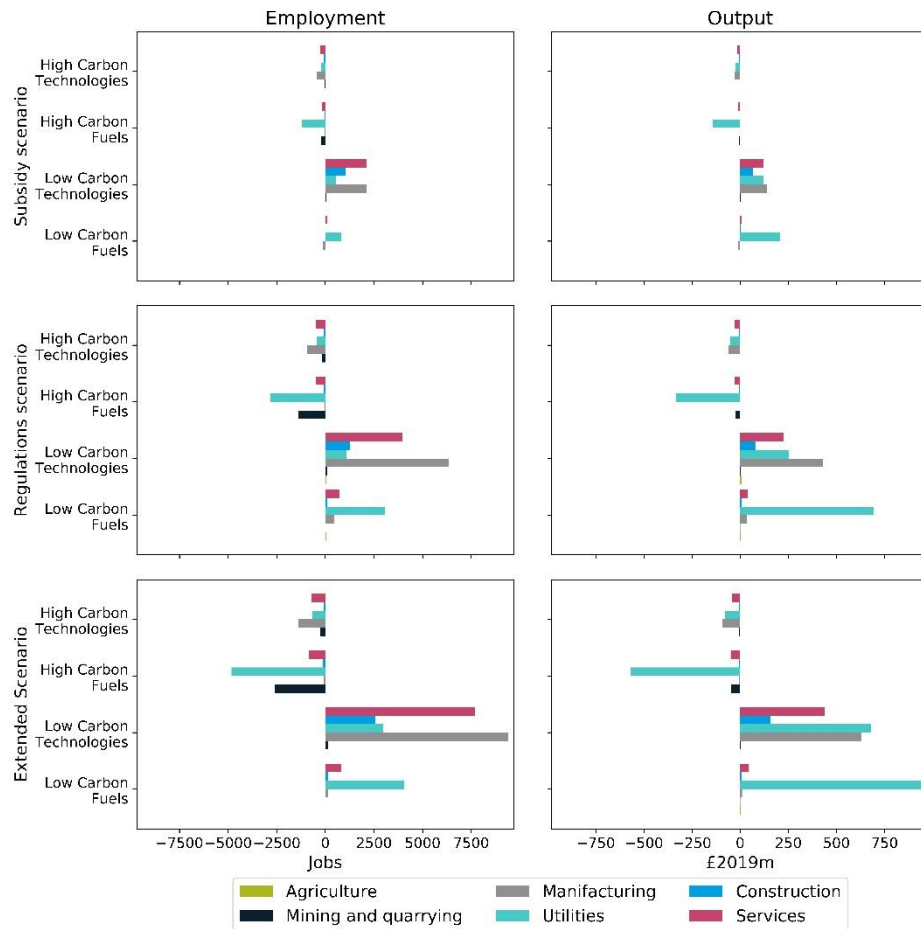 Employment
Output
Subsidy scenario
High Carbon
Technologies
High Carbon
Fuels
Low Carbon
Technologies
Low Carbon
Fuels
Regulations scenario
High Carbon
Technologies
High Carbon
Fuels
Low Carbon
Technologies
Low Carbon
Fuels
Extended Scenario
High Carbon
Technologies
High Carbon
Fuels
Low Carbon
Technologies
Low Carbon
Fuels
−7500 −5000 −2500 0 2500 5000 7500
Jobs
−750 −500 −250 0 250 500 750
£2019m
Agriculture
Manifacturing
Construction
Mining and quarrying
Utilities
Services